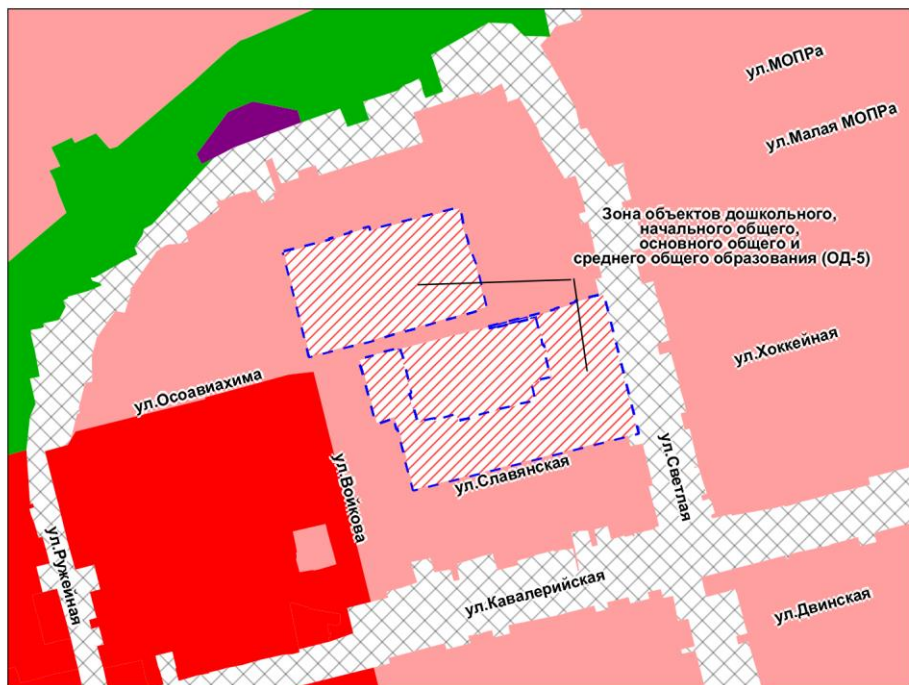 ул.МОПРа
ул.Малая МОПРа
Зона объектов дошкольного,
начального общего,
основного общего и
среднего общего образования (ОД-5)
ул.Хоккейная
ул.Осоавиахима
ул.Войкова
ул.Славянская
ул.Светлая
ул.Ружейная
ул.Кавалерийская
ул.Двинская